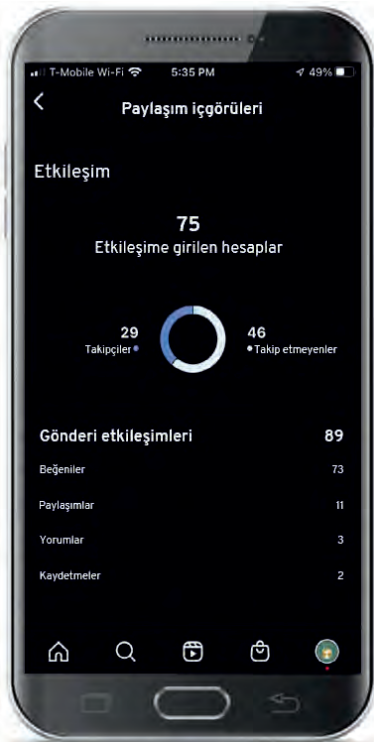 T-Mobile Wi-Fi 5:35 PM 49%
Paylaşım içgörüleri
Etkileşim
75
Etkileşime girilen hesaplar
29
Takipçiler
46
Takip etmeyenler
Gönderi etkileşimleri 89
Beğeniler 73
Paylaşımlar 11
Yorumlar 3
Kaydetmeler 2